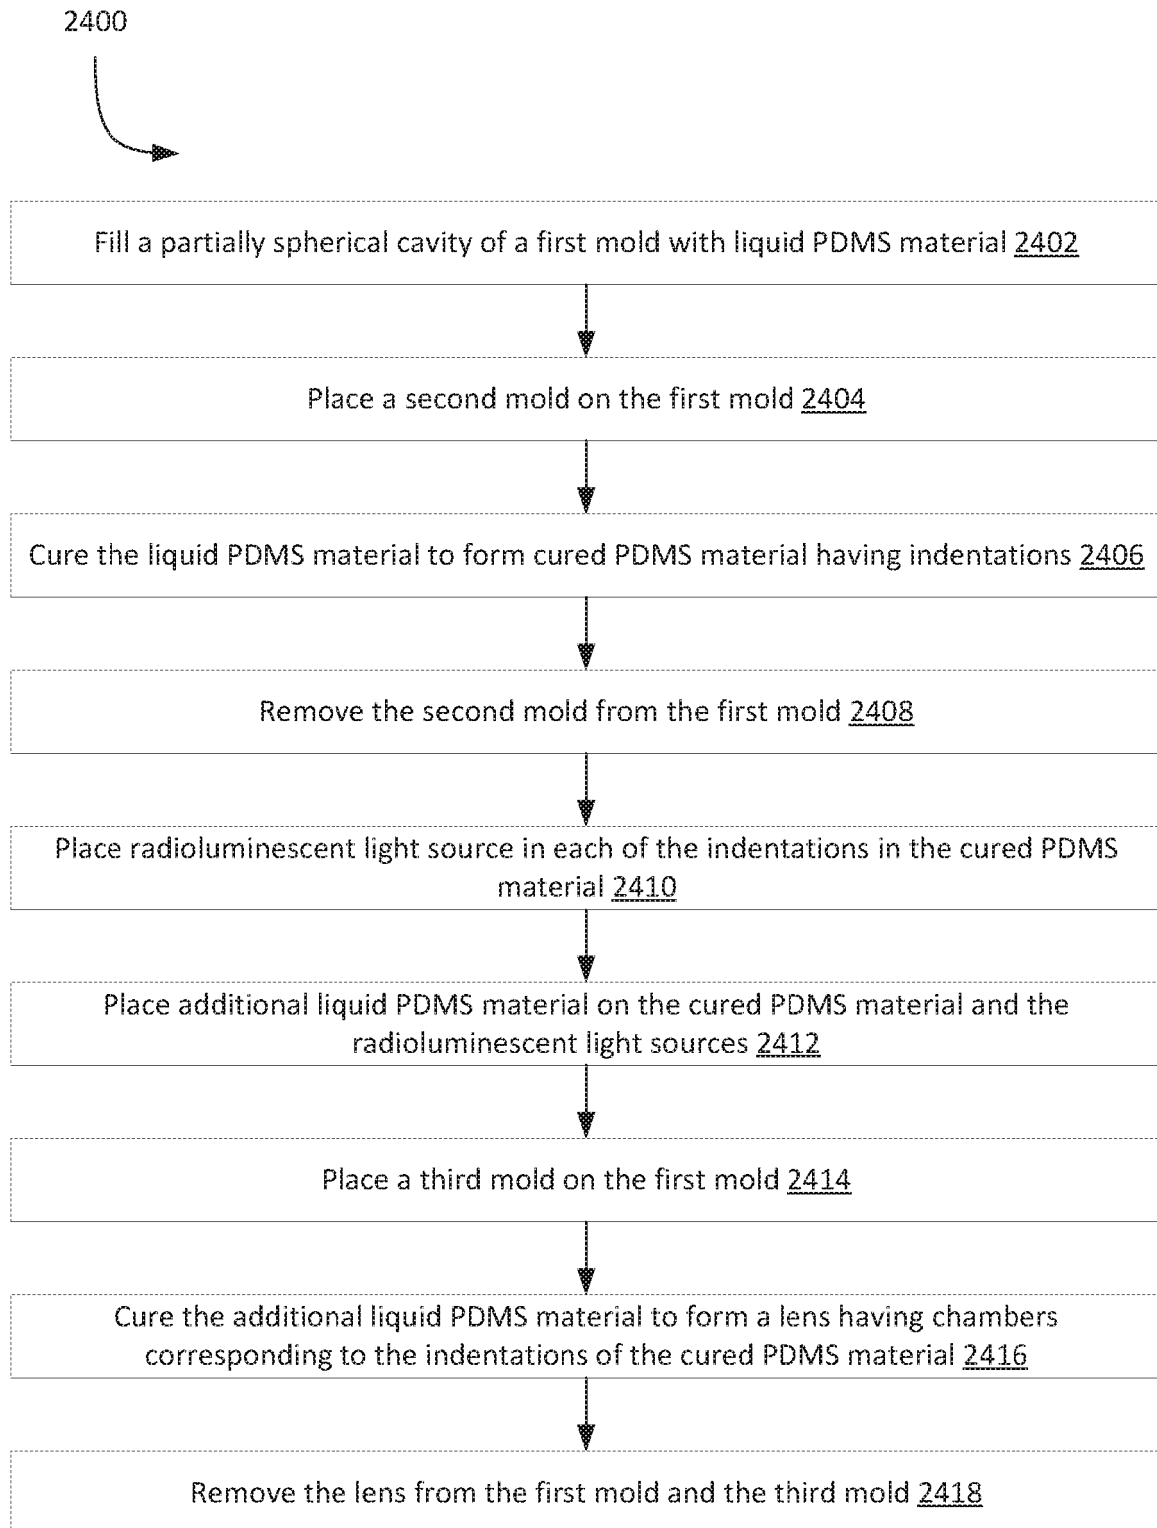 2400
Fill a partially spherical cavity of a first mold with liquid PDMS material 2402
Place a second mold on the first mold 2404
Cure the liquid PDMS material to form cured PDMS material having indentations 2406
Remove the second mold from the first mold 2408
Place radioluminescent light source in each of the indentations in the cured PDMS
material 2410
Place additional liquid PDMS material on the cured PDMS material and the
radioluminescent light sources 2412
Place a third mold on the first mold 2414
Cure the additional liquid PDMS material to form a lens having chambers
corresponding to the indentations of the cured PDMS material 2416
Remove the lens from the first mold and the third mold 2418